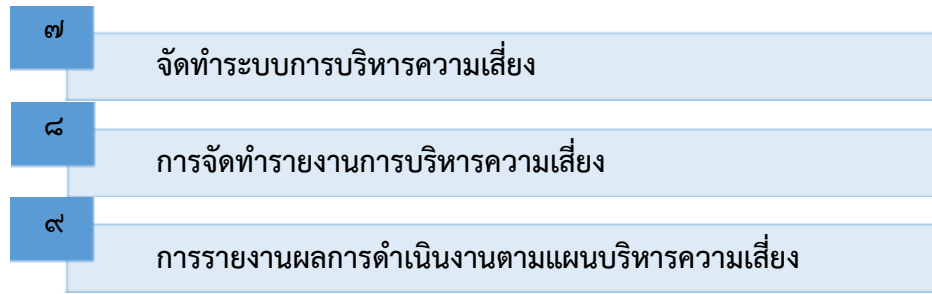 ๗
จัดทำระบบการบริหารความเสี่ยง
๘
การจัดทำรายงานการบริหารความเสี่ยง
๙
การรายงานผลการดำเนินงานตามแผนบริหารความเสี่ยง